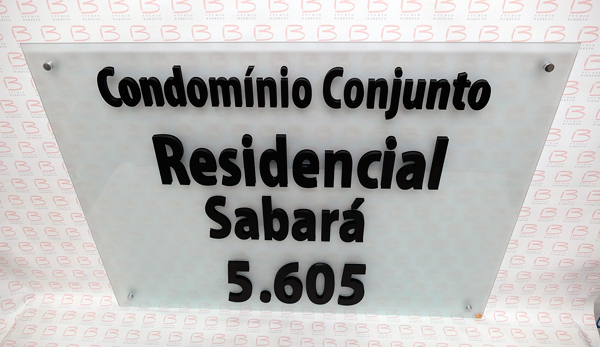 Condomínio Conjunto
Residencial
Sabará
5.605